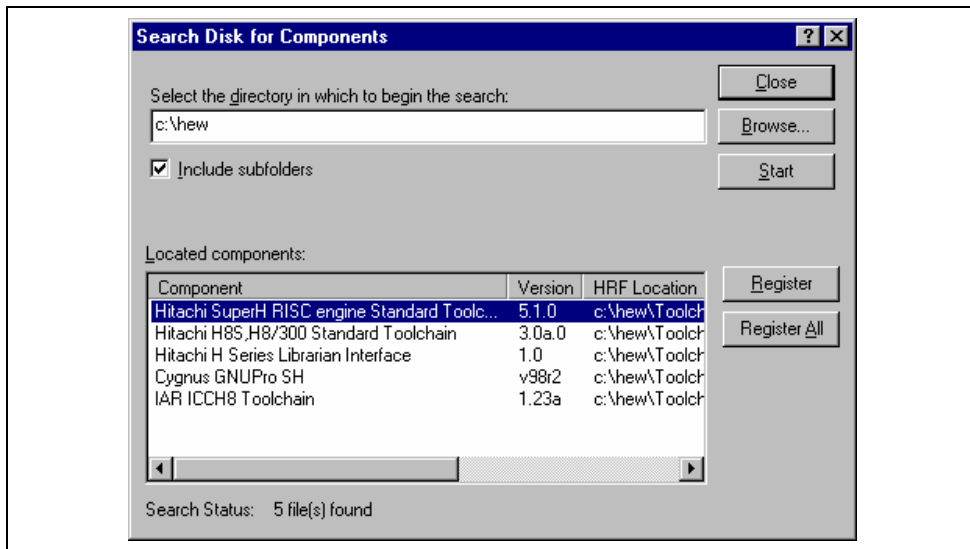 Search Disk for Components
Close
Select the directory in which to begin the search:
c:\hew
Browse...
Include subfolders
Start
Located components:
Component Version HRF Location
Register
Hitachi SuperH RISC engine Standard Toolc... 5.1.0 c:\hew\Toolch
Hitachi H8S,H8/300 Standard Toolchain 3.0a.0 c:\hew\Toolch
Register All
Hitachi H Series Librarian Interface 1.0 c:\hew\Toolch
Cygnus GNUPro SH v98r2 c:\hew\Toolch
IAR ICCH8 Toolchain 1.23a c:\hew\Toolch
Search Status: 5 file(s) found